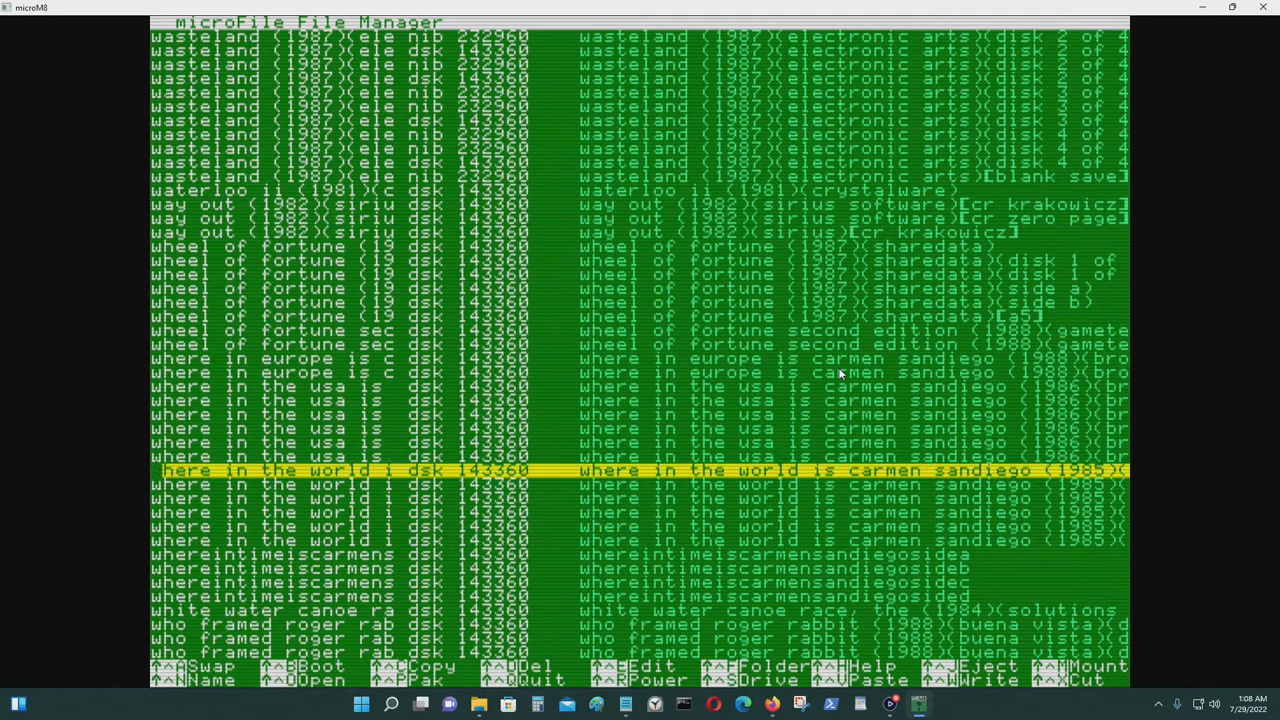 microM8
microFile File Manager
wasteland (1987)(ele nib 232960 wasteland (1987)(electronic arts)(disk 2 of 4
wasteland (1987)(ele dsk 143360 wasteland (1987)(electronic arts)(disk 2 of 4
wasteland (1987)(ele nib 232960 wasteland (1987)(electronic arts)(disk 2 of 4
wasteland (1987)(ele dsk 143360 wasteland (1987)(electronic arts)(disk 3 of 4
wasteland (1987)(ele nib 232960 wasteland (1987)(electronic arts)(disk 3 of 4
wasteland (1987)(ele dsk 143360 wasteland (1987)(electronic arts)(disk 3 of 4
wasteland (1987)(ele nib 232960 wasteland (1987)(electronic arts)(disk 3 of 4
wasteland (1987)(ele dsk 143360 wasteland (1987)(electronic arts)(disk 4 of 4
wasteland (1987)(ele nib 232960 wasteland (1987)(electronic arts)(disk 4 of 4
wasteland (1987)(ele dsk 143360 wasteland (1987)(electronic arts)(disk 4 of 4
wasteland (1987)(ele nib 232960 wasteland (1987)(electronic arts)[blank save]
waterloo ii (1981)(c dsk 143360 waterloo ii (1981)(crystalware)
way out (1982)(siriu dsk 143360 way out (1982)(sirius software)[cr krakowicz]
way out (1982)(siriu dsk 143360 way out (1982)(sirius software)[cr zero page]
way out (1982)(siriu dsk 143360 way out (1982)(sirius)[cr krakowicz]
wheel of fortune (19 dsk 143360 wheel of fortune (1987)(sharedata)
wheel of fortune (19 dsk 143360 wheel of fortune (1987)(sharedata)(disk 1 of
wheel of fortune (19 dsk 143360 wheel of fortune (1987)(sharedata)(disk 1 of
wheel of fortune (19 dsk 143360 wheel of fortune (1987)(sharedata)(side a)
wheel of fortune (19 dsk 143360 wheel of fortune (1987)(sharedata)(side b)
wheel of fortune (19 dsk 143360 wheel of fortune (1987)(sharedata)[a5]
wheel of fortune sec dsk 143360 wheel of fortune second edition (1988)(gamete
wheel of fortune sec dsk 143360 wheel of fortune second edition (1988)(gamete
where in europe is c dsk 143360 where in europe is carmen sandiego (1988)(bro
where in europe is c dsk 143360 where in europe is carmen sandiego (1988)(bro
where in the usa is dsk 143360 where in the usa is carmen sandiego (1986)(br
where in the usa is dsk 143360 where in the usa is carmen sandiego (1986)(br
where in the usa is dsk 143360 where in the usa is carmen sandiego (1986)(br
where in the usa is dsk 143360 where in the usa is carmen sandiego (1986)(br
where in the usa is dsk 143360 where in the usa is carmen sandiego (1986)(br
where in the usa is dsk 143360 where in the usa is carmen sandiego (1986)(br
here in the world i dsk 143360 where in the world is carmen sandiego (1985)(
where in the world i dsk 143360 where in the world is carmen sandiego (1985)(
where in the world i dsk 143360 where in the world is carmen sandiego (1985)(
where in the world i dsk 143360 where in the world is carmen sandiego (1985)(
where in the world i dsk 143360 where in the world is carmen sandiego (1985)(
where in the world i dsk 143360 where in the world is carmen sandiego (1985)(
whereintimeiscarmens dsk 143360 whereintimeiscarmensandiegosidea
whereintimeiscarmens dsk 143360 whereintimeiscarmensandiegosideb
whereintimeiscarmens dsk 143360 whereintimeiscarmensandiegosidec
whereintimeiscarmens dsk 143360 whereintimeiscarmensandiegosided
white water canoe ra dsk 143360 white water canoe race, the (1984)(solutions
who framed roger rab dsk 143360 who framed roger rabbit (1988)(buena vista)(d
who framed roger rab dsk 143360 who framed roger rabbit (1988)(buena vista)(d
who framed roger rab dsk 143360 who framed roger rabbit (1988)(buena vista)(d
Swap Boot Copy Del Edit Folder Help Eject Mount
Name Open Pak Quit Power Drive Paste Write Cut
1:08 AM
7/29/2022